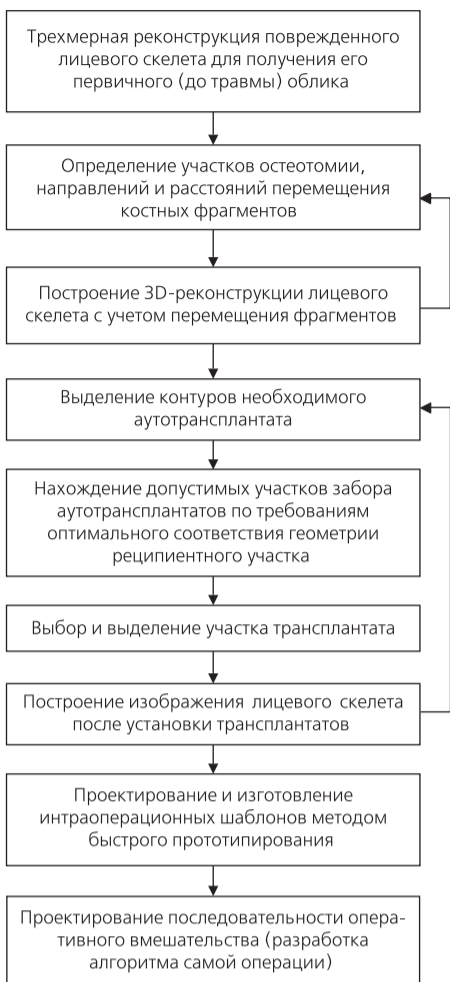 Трехмерная реконструкция поврежденного
лицевого скелета для получения его
первичного (до травмы) облика
Определение участков остеотомии,
направлений и расстояний перемещения
костных фрагментов
Построение 3D-реконструкции лицевого
скелета с учетом перемещения фрагментов
Выделение контуров необходимого
аутотрансплантата
Нахождение допустимых участков забора
аутотрансплантатов по требованиям
оптимального соответствия геометрии
реципиентного участка
Выбор и выделение участка трансплантата
Построение изображения лицевого скелета
после установки трансплантатов
Проектирование и изготовление
интраоперационных шаблонов методом
быстрого прототипирования
Проектирование последовательности опера-
тивного вмешательства (разработка
алгоритма самой операции)